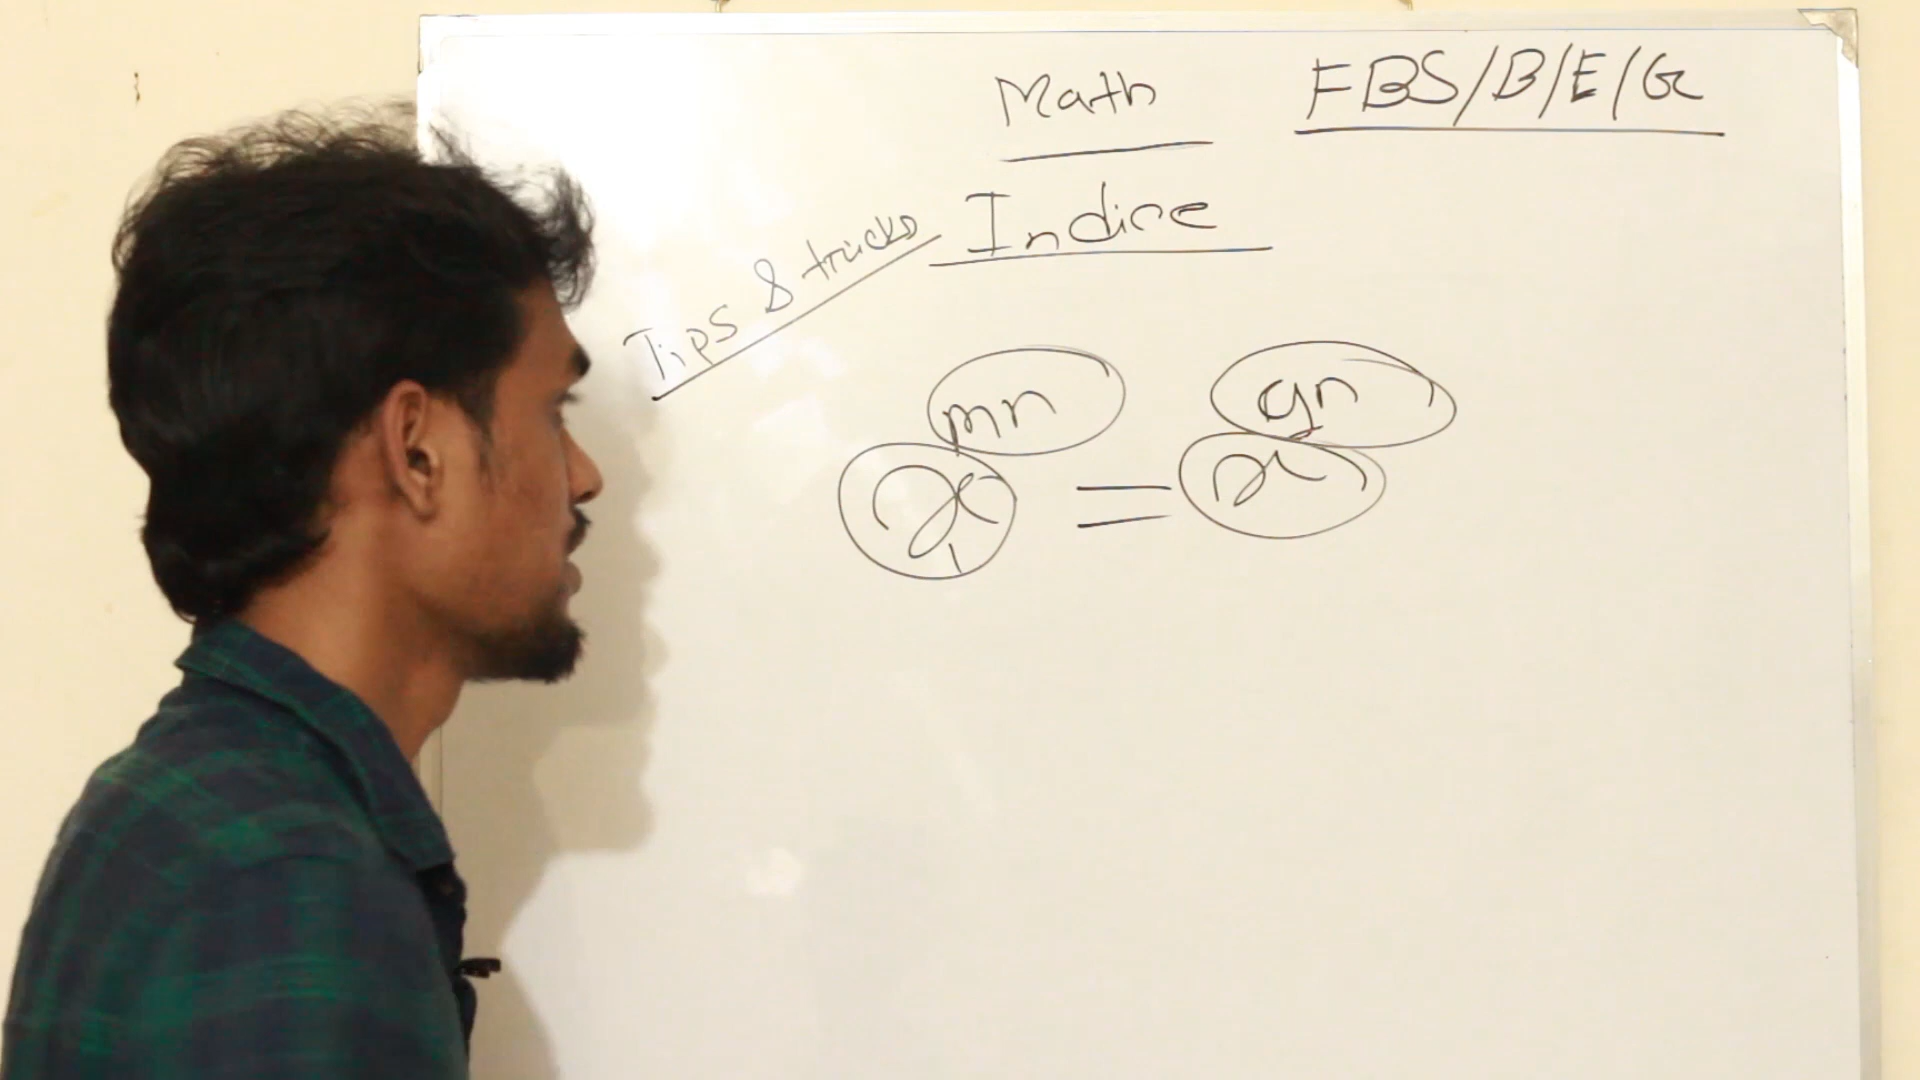 Math FBS/B/E/G
Indice
Tips & tricks
x^mn = x^yn